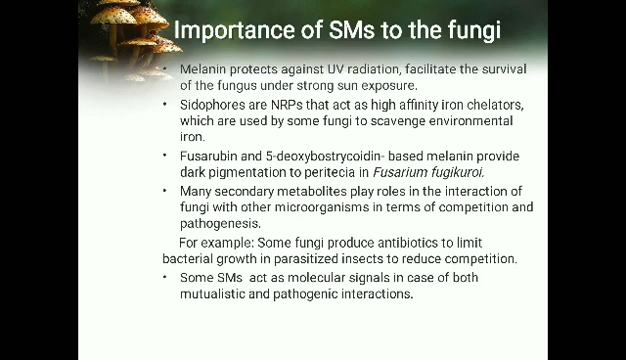 Importance of SMs to the fungi
• Melanin protects against UV radiation, facilitate the survival
of the fungus under strong sun exposure.
• Sidophores are NRPs that act as high affinity iron chelators,
which are used by some fungi to scavenge environmental
iron.
• Fusarubin and 5-deoxybostrycoidin- based melanin provide
dark pigmentation to peritecia in Fusarium fugikuroi.
• Many secondary metabolites play roles in the interaction of
fungi with other microorganisms in terms of competition and
pathogenesis.
For example: Some fungi produce antibiotics to limit
bacterial growth in parasitized insects to reduce competition.
• Some SMs act as molecular signals in case of both
mutualistic and pathogenic interactions.